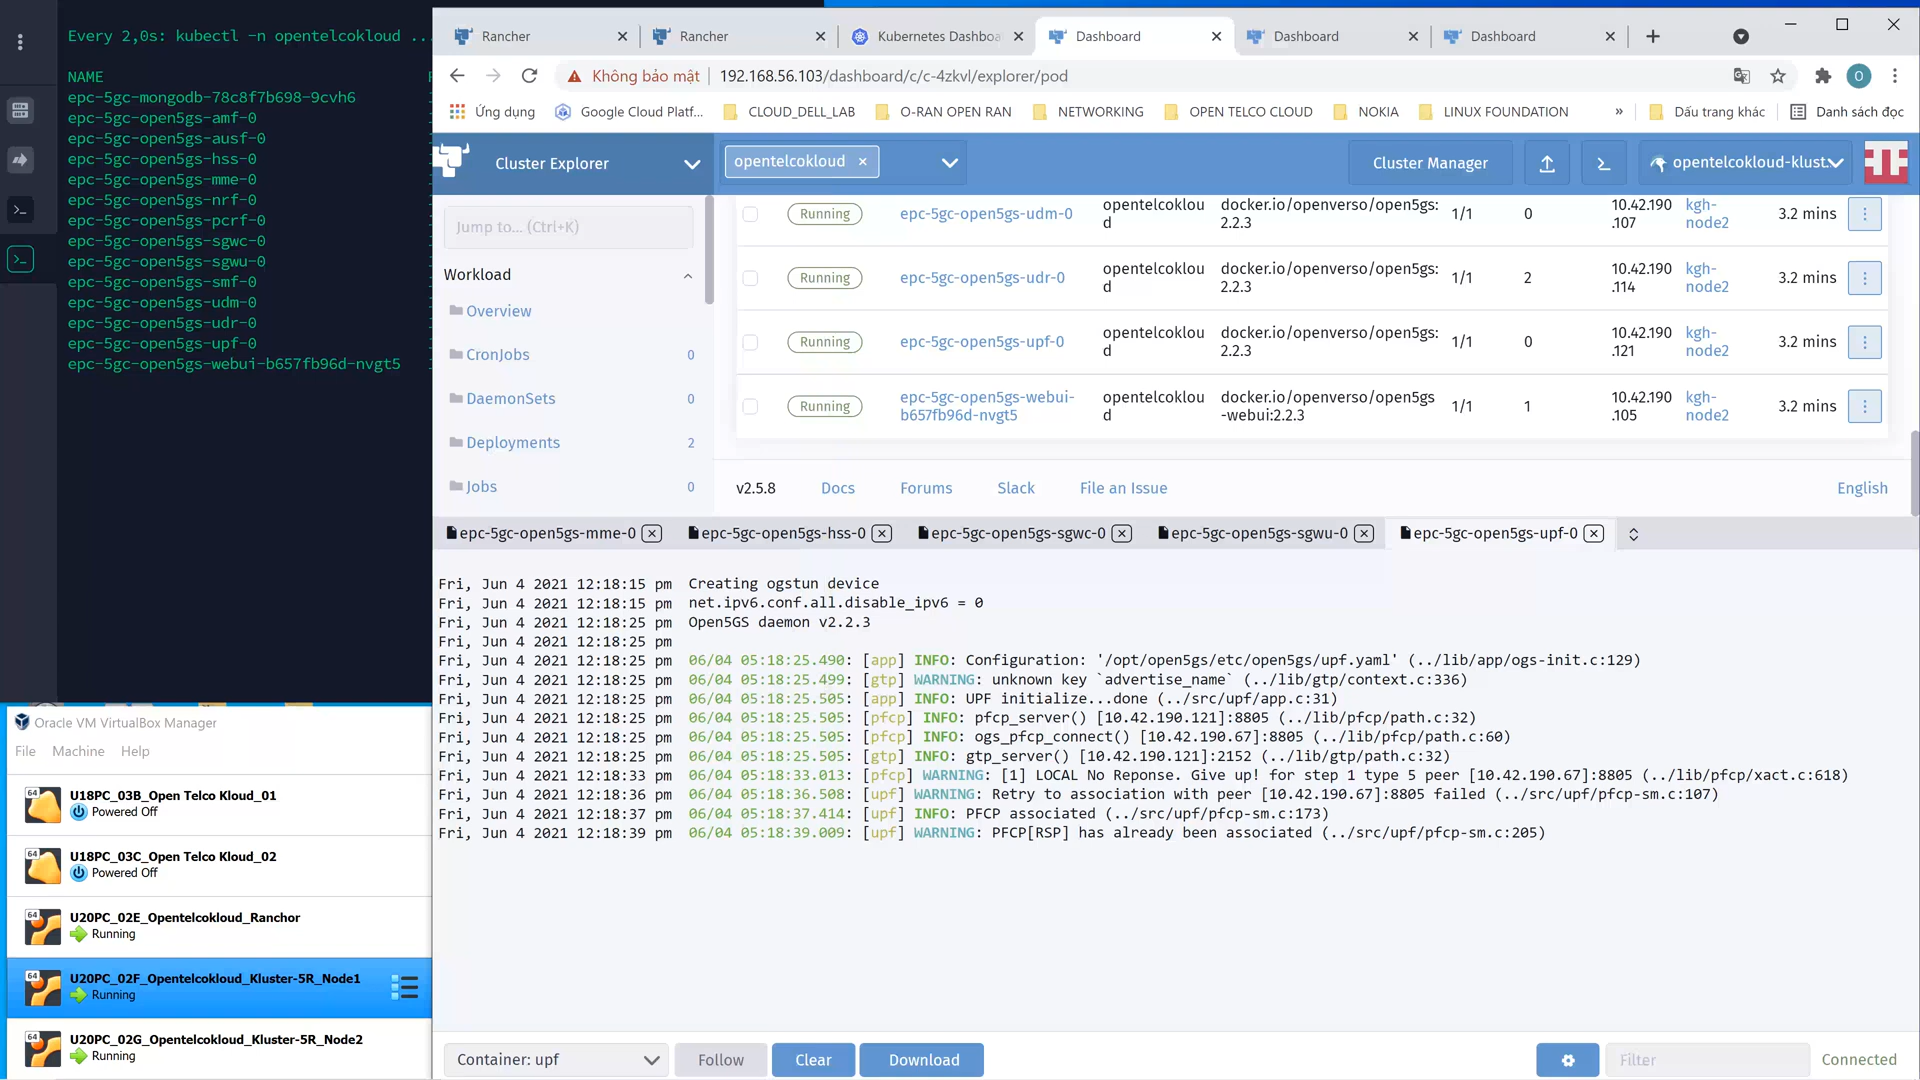 Every 2,0s: kubectl -n opentelcokloud ...
NAME
epc-5gc-mongodb-78c8f7b698-9cvh6
epc-5gc-open5gs-amf-0
epc-5gc-open5gs-ausf-0
epc-5gc-open5gs-hss-0
epc-5gc-open5gs-mme-0
epc-5gc-open5gs-nrf-0
epc-5gc-open5gs-pcrf-0
epc-5gc-open5gs-sgwc-0
epc-5gc-open5gs-sgwu-0
epc-5gc-open5gs-smf-0
epc-5gc-open5gs-udm-0
epc-5gc-open5gs-udr-0
epc-5gc-open5gs-upf-0
epc-5gc-open5gs-webui-b657fb96d-nvgt5
Oracle VM VirtualBox Manager
File Machine Help
64
U18PC_03B_Open Telco Kloud_01
Powered Off
64
U18PC_03C_Open Telco Kloud_02
Powered Off
64
U20PC_02E_Opentelcokloud_Ranchor
Running
64
U20PC_02F_Opentelcokloud_Kluster-5R_Node1
Running
64
U20PC_02G_Opentelcokloud_Kluster-5R_Node2
Running
Rancher Rancher Kubernetes Dashboa Dashboard Dashboard Dashboard
Không bảo mật 192.168.56.103/dashboard/c/c-4zkvl/explorer/pod O
Ứng dụng Google Cloud Platf... CLOUD_DELL_LAB O-RAN OPEN RAN NETWORKING OPEN TELCO CLOUD NOKIA LINUX FOUNDATION » Dấu trang khác Danh sách đọc
Cluster Explorer opentelcokloud Cluster Manager opentelcokloud-klust
Jump to... (Ctrl+K)
Workload
Overview
CronJobs 0
DaemonSets 0
Deployments 2
Jobs 0
Running epc-5gc-open5gs-udm-0 opentelcoklou docker.io/openverso/open5gs: 1/1 0 10.42.190 kgh- 3.2 mins
d 2.2.3 .107 node2
Running epc-5gc-open5gs-udr-0 opentelcoklou docker.io/openverso/open5gs: 1/1 2 10.42.190 kgh- 3.2 mins
d 2.2.3 .114 node2
Running epc-5gc-open5gs-upf-0 opentelcoklou docker.io/openverso/open5gs: 1/1 0 10.42.190 kgh- 3.2 mins
d 2.2.3 .121 node2
Running epc-5gc-open5gs-webui- opentelcoklou docker.io/openverso/open5gs 1/1 1 10.42.190 kgh- 3.2 mins
b657fb96d-nvgt5 d -webui:2.2.3 .105 node2
v2.5.8 Docs Forums Slack File an Issue English
epc-5gc-open5gs-mme-0 epc-5gc-open5gs-hss-0 epc-5gc-open5gs-sgwc-0 epc-5gc-open5gs-sgwu-0 epc-5gc-open5gs-upf-0
Fri, Jun 4 2021 12:18:15 pm Creating ogstun device
Fri, Jun 4 2021 12:18:15 pm net.ipv6.conf.all.disable_ipv6 = 0
Fri, Jun 4 2021 12:18:25 pm Open5GS daemon v2.2.3
Fri, Jun 4 2021 12:18:25 pm
Fri, Jun 4 2021 12:18:25 pm 06/04 05:18:25.490: [app] INFO: Configuration: '/opt/open5gs/etc/open5gs/upf.yaml' (../lib/app/ogs-init.c:129)
Fri, Jun 4 2021 12:18:25 pm 06/04 05:18:25.499: [gtp] WARNING: unknown key `advertise_name` (../lib/gtp/context.c:336)
Fri, Jun 4 2021 12:18:25 pm 06/04 05:18:25.505: [app] INFO: UPF initialize...done (../src/upf/app.c:31)
Fri, Jun 4 2021 12:18:25 pm 06/04 05:18:25.505: [pfcp] INFO: pfcp_server() [10.42.190.121]:8805 (../lib/pfcp/path.c:32)
Fri, Jun 4 2021 12:18:25 pm 06/04 05:18:25.505: [pfcp] INFO: ogs_pfcp_connect() [10.42.190.67]:8805 (../lib/pfcp/path.c:60)
Fri, Jun 4 2021 12:18:25 pm 06/04 05:18:25.505: [gtp] INFO: gtp_server() [10.42.190.121]:2152 (../lib/gtp/path.c:32)
Fri, Jun 4 2021 12:18:33 pm 06/04 05:18:33.013: [pfcp] WARNING: [1] LOCAL No Reponse. Give up! for step 1 type 5 peer [10.42.190.67]:8805 (../lib/pfcp/xact.c:618)
Fri, Jun 4 2021 12:18:36 pm 06/04 05:18:36.508: [upf] WARNING: Retry to association with peer [10.42.190.67]:8805 failed (../src/upf/pfcp-sm.c:107)
Fri, Jun 4 2021 12:18:37 pm 06/04 05:18:37.414: [upf] INFO: PFCP associated (../src/upf/pfcp-sm.c:173)
Fri, Jun 4 2021 12:18:39 pm 06/04 05:18:39.009: [upf] WARNING: PFCP[RSP] has already been associated (../src/upf/pfcp-sm.c:205)
Container: upf Follow Clear Download Filter Connected